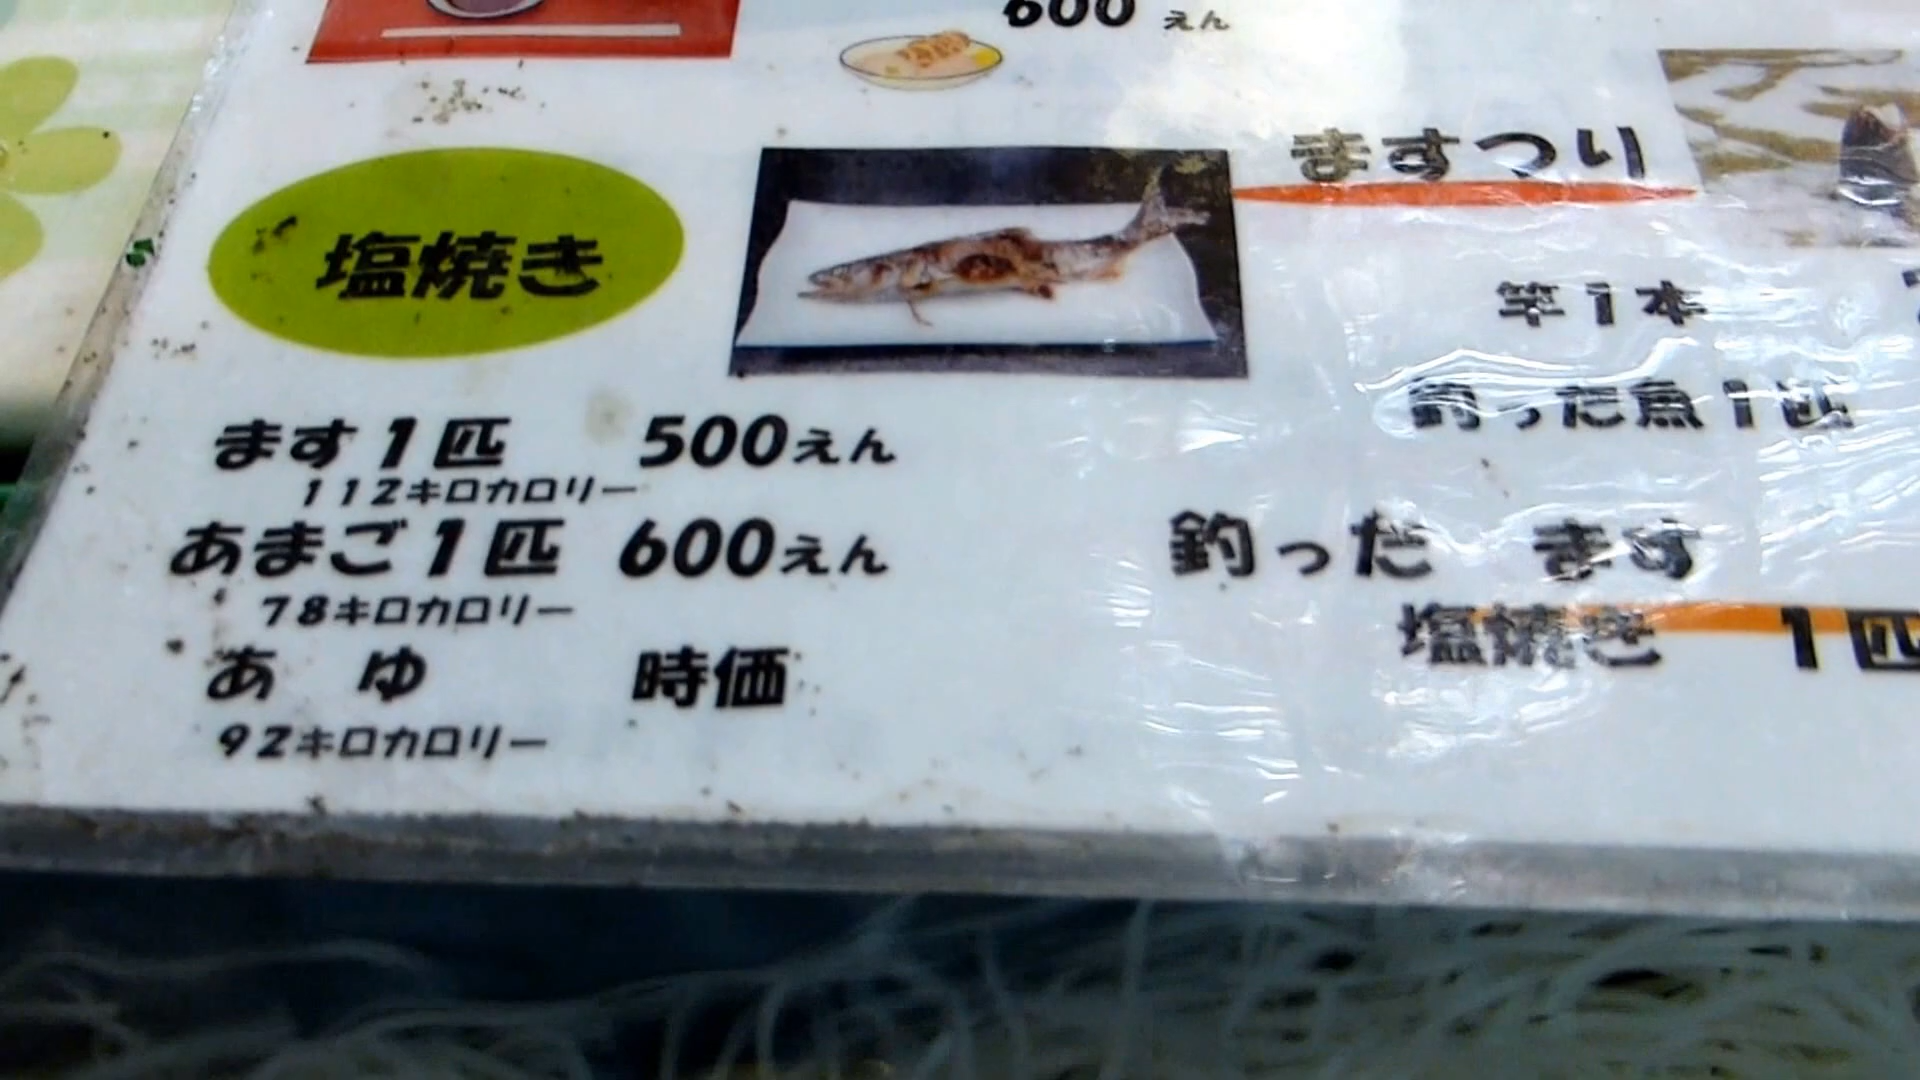 600 えん
塩焼き
ます1匹 500えん
112キロカロリー
あまご1匹 600えん
78キロカロリー
あ ゆ 時価
92キロカロリー
ますつり
竿1本
釣った魚1匹
釣った ます
塩焼き 1匹